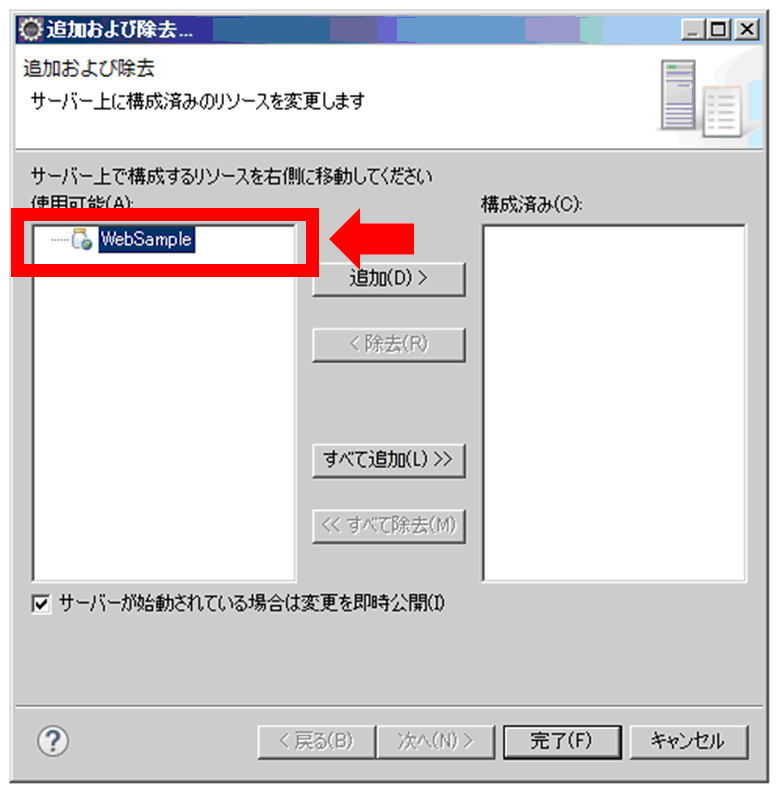 追加および除去...
追加および除去
サーバー上に構成済みのリソースを変更します
サーバー上で構成するリソースを右側に移動してください
使用可能(A):
構成済み(C):
WebSample
追加(D) >
< 除去(R)
すべて追加(L) >>
<< すべて除去(M)
サーバーが始動されている場合は変更を即時公開(I)
?
< 戻る(B)
次へ(N) >
完了(F)
キャンセル